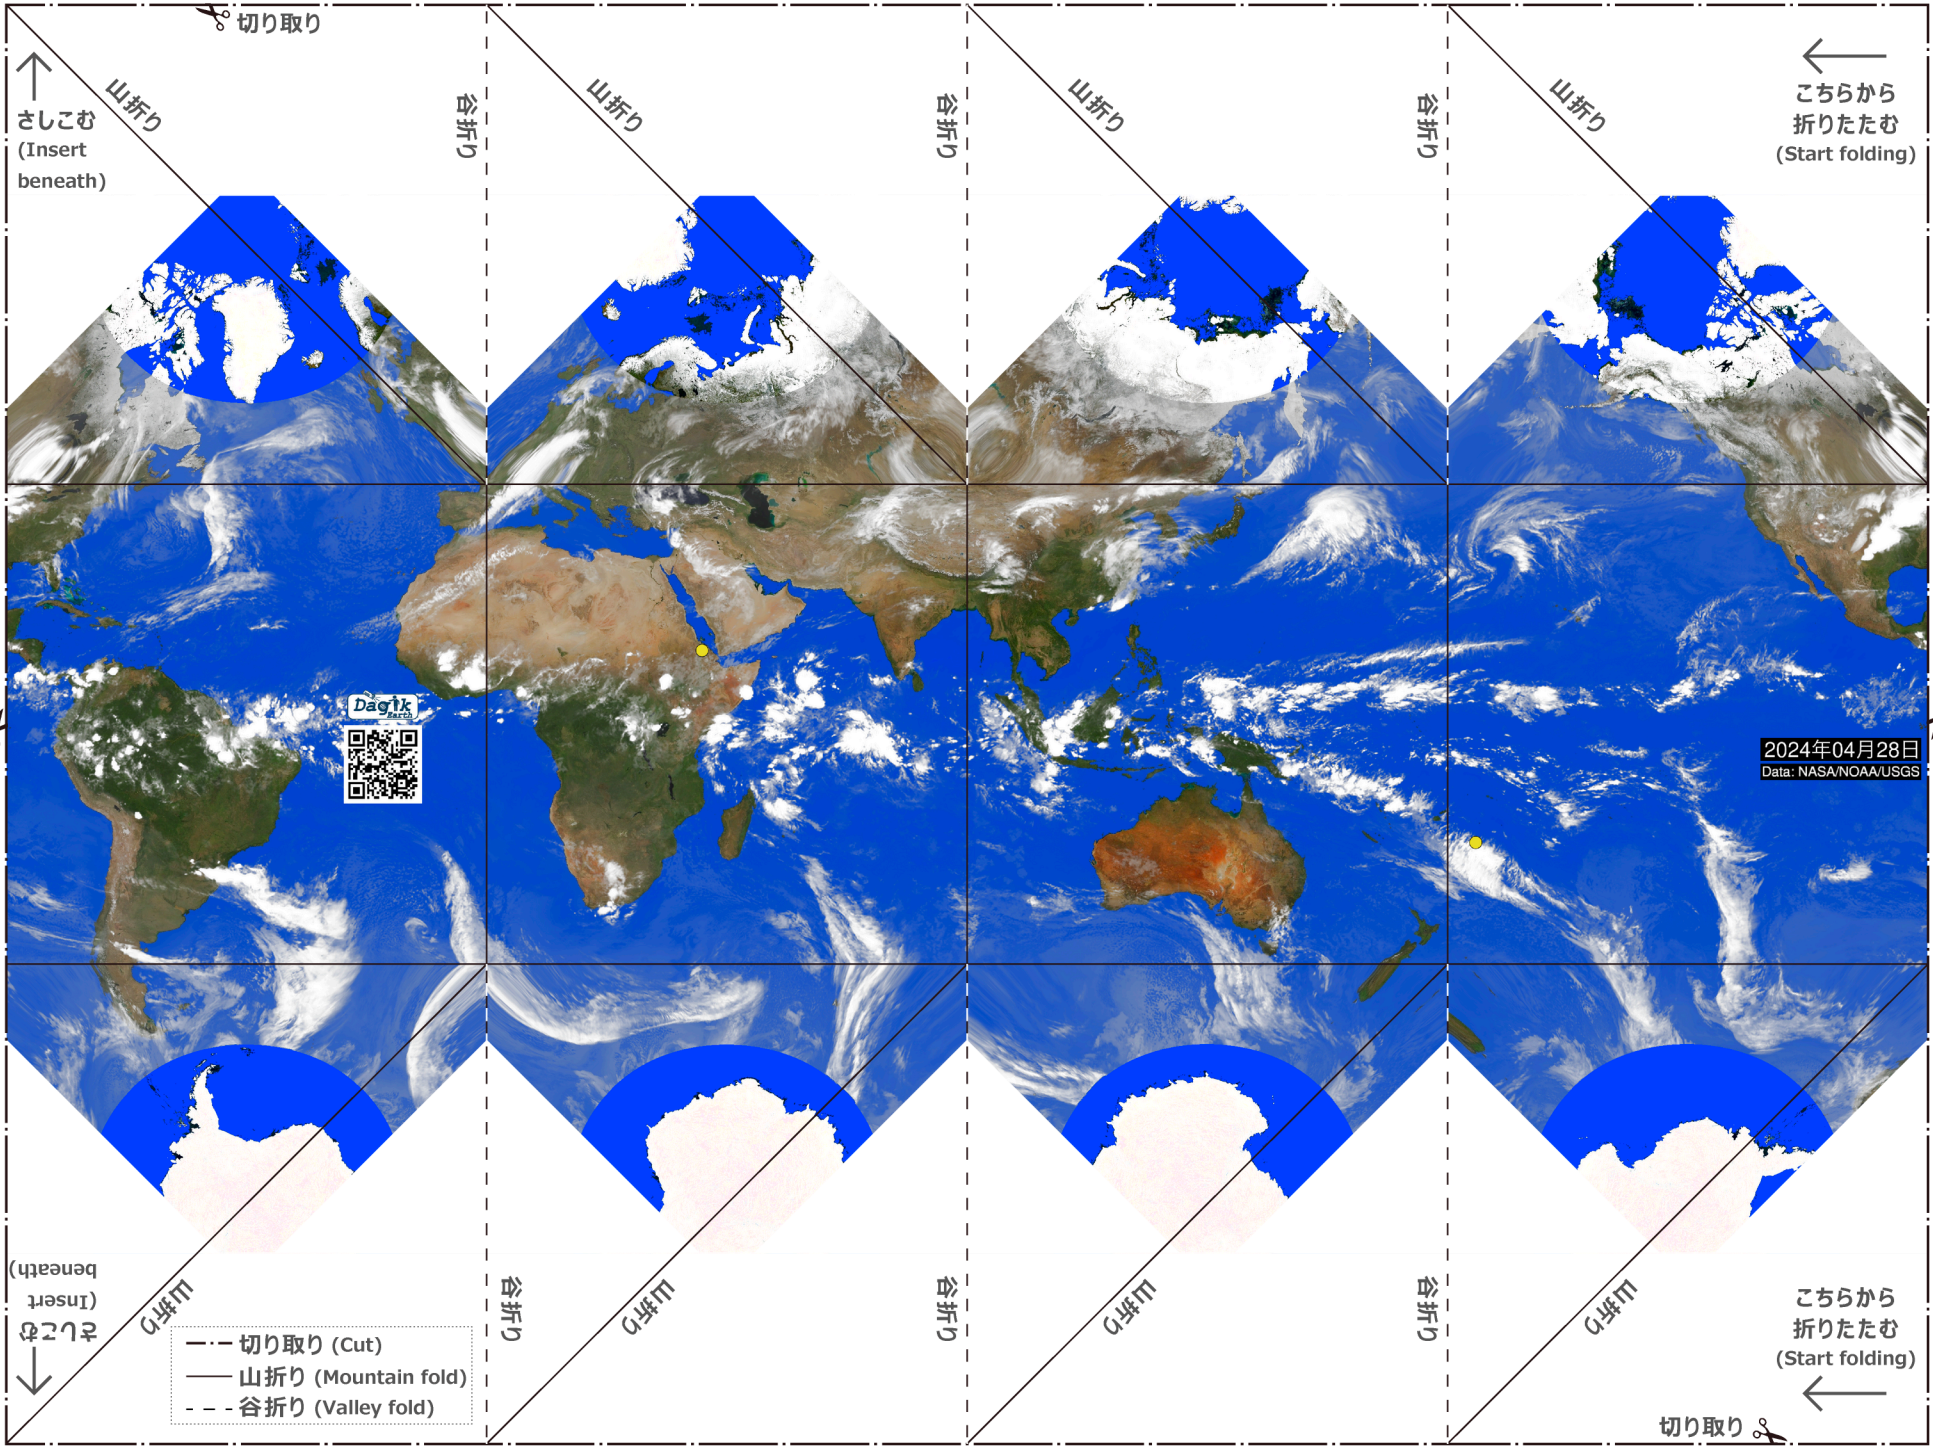 切り取り
山折り
谷折り
山折り
谷折り
山折り
谷折り
山折り
さしこむ
(Insert
beneath)
こちらから
折りたたむ
(Start folding)
Dagik
Earth
2024年04月28日
Data: NASA/NOAA/USGS
さしこむ
(Insert
beneath)
山折り
谷折り
山折り
谷折り
山折り
谷折り
山折り
こちらから
折りたたむ
(Start folding)
切り取り (Cut)
山折り (Mountain fold)
谷折り (Valley fold)
切り取り